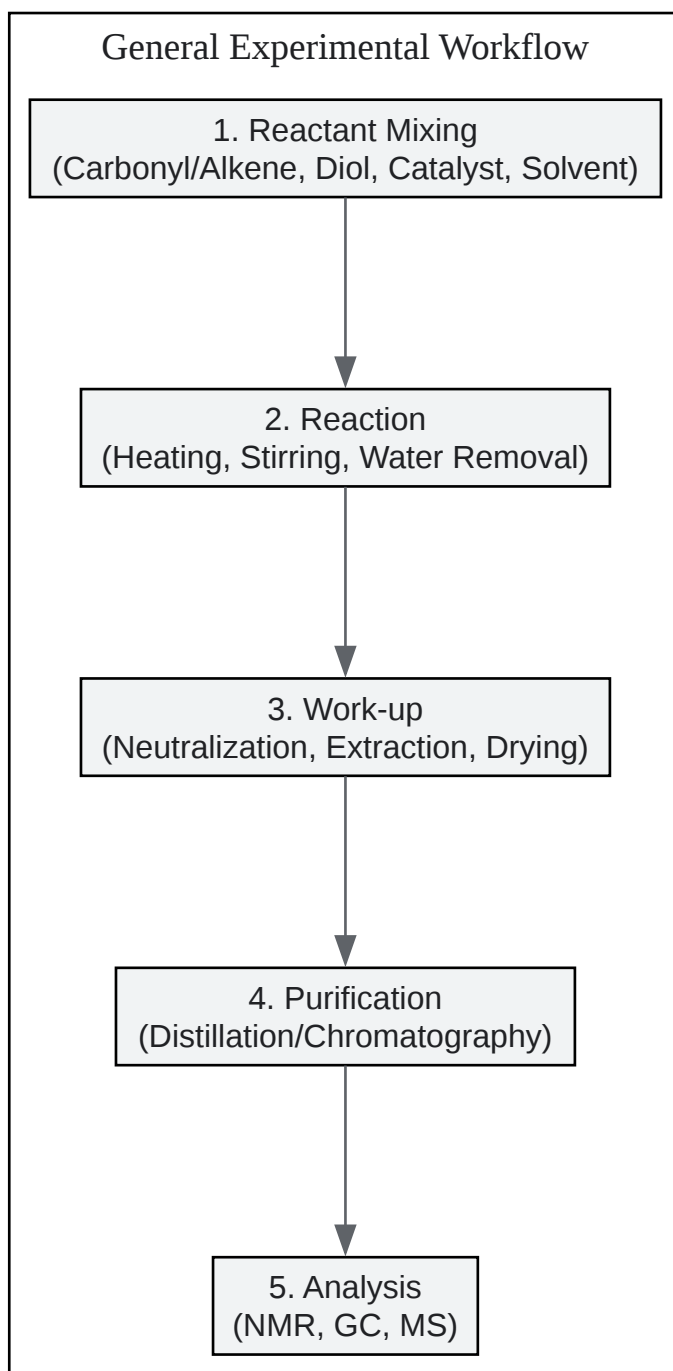 General Experimental Workflow
1. Reactant Mixing
(Carbonyl/Alkene, Diol, Catalyst, Solvent)
2. Reaction
(Heating, Stirring, Water Removal)
3. Work-up
(Neutralization, Extraction, Drying)
4. Purification
(Distillation/Chromatography)
5. Analysis
(NMR, GC, MS)